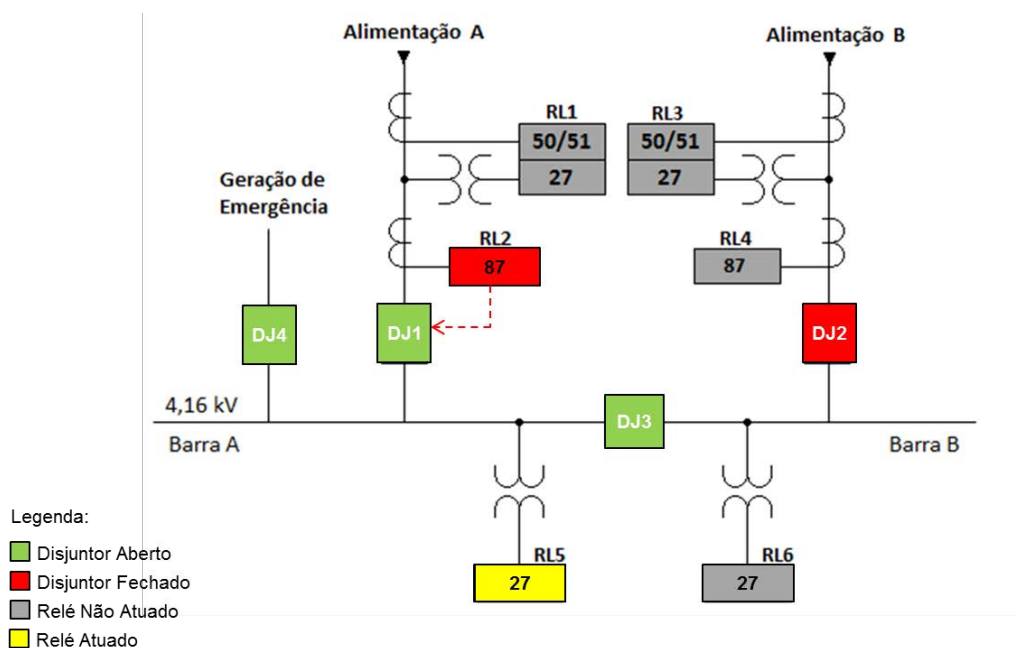 Alimentação A
Alimentação B
RL1
RL3
50/51
50/51
27
27
Geração de
Emergência
RL2
RL4
87
87
DJ4
DJ1
DJ2
4,16 kV
DJ3
Barra A
Barra B
Legenda:
Disjuntor Aberto
Disjuntor Fechado
Relé Não Atuado
Relé Atuado
RL5
RL6
27
27